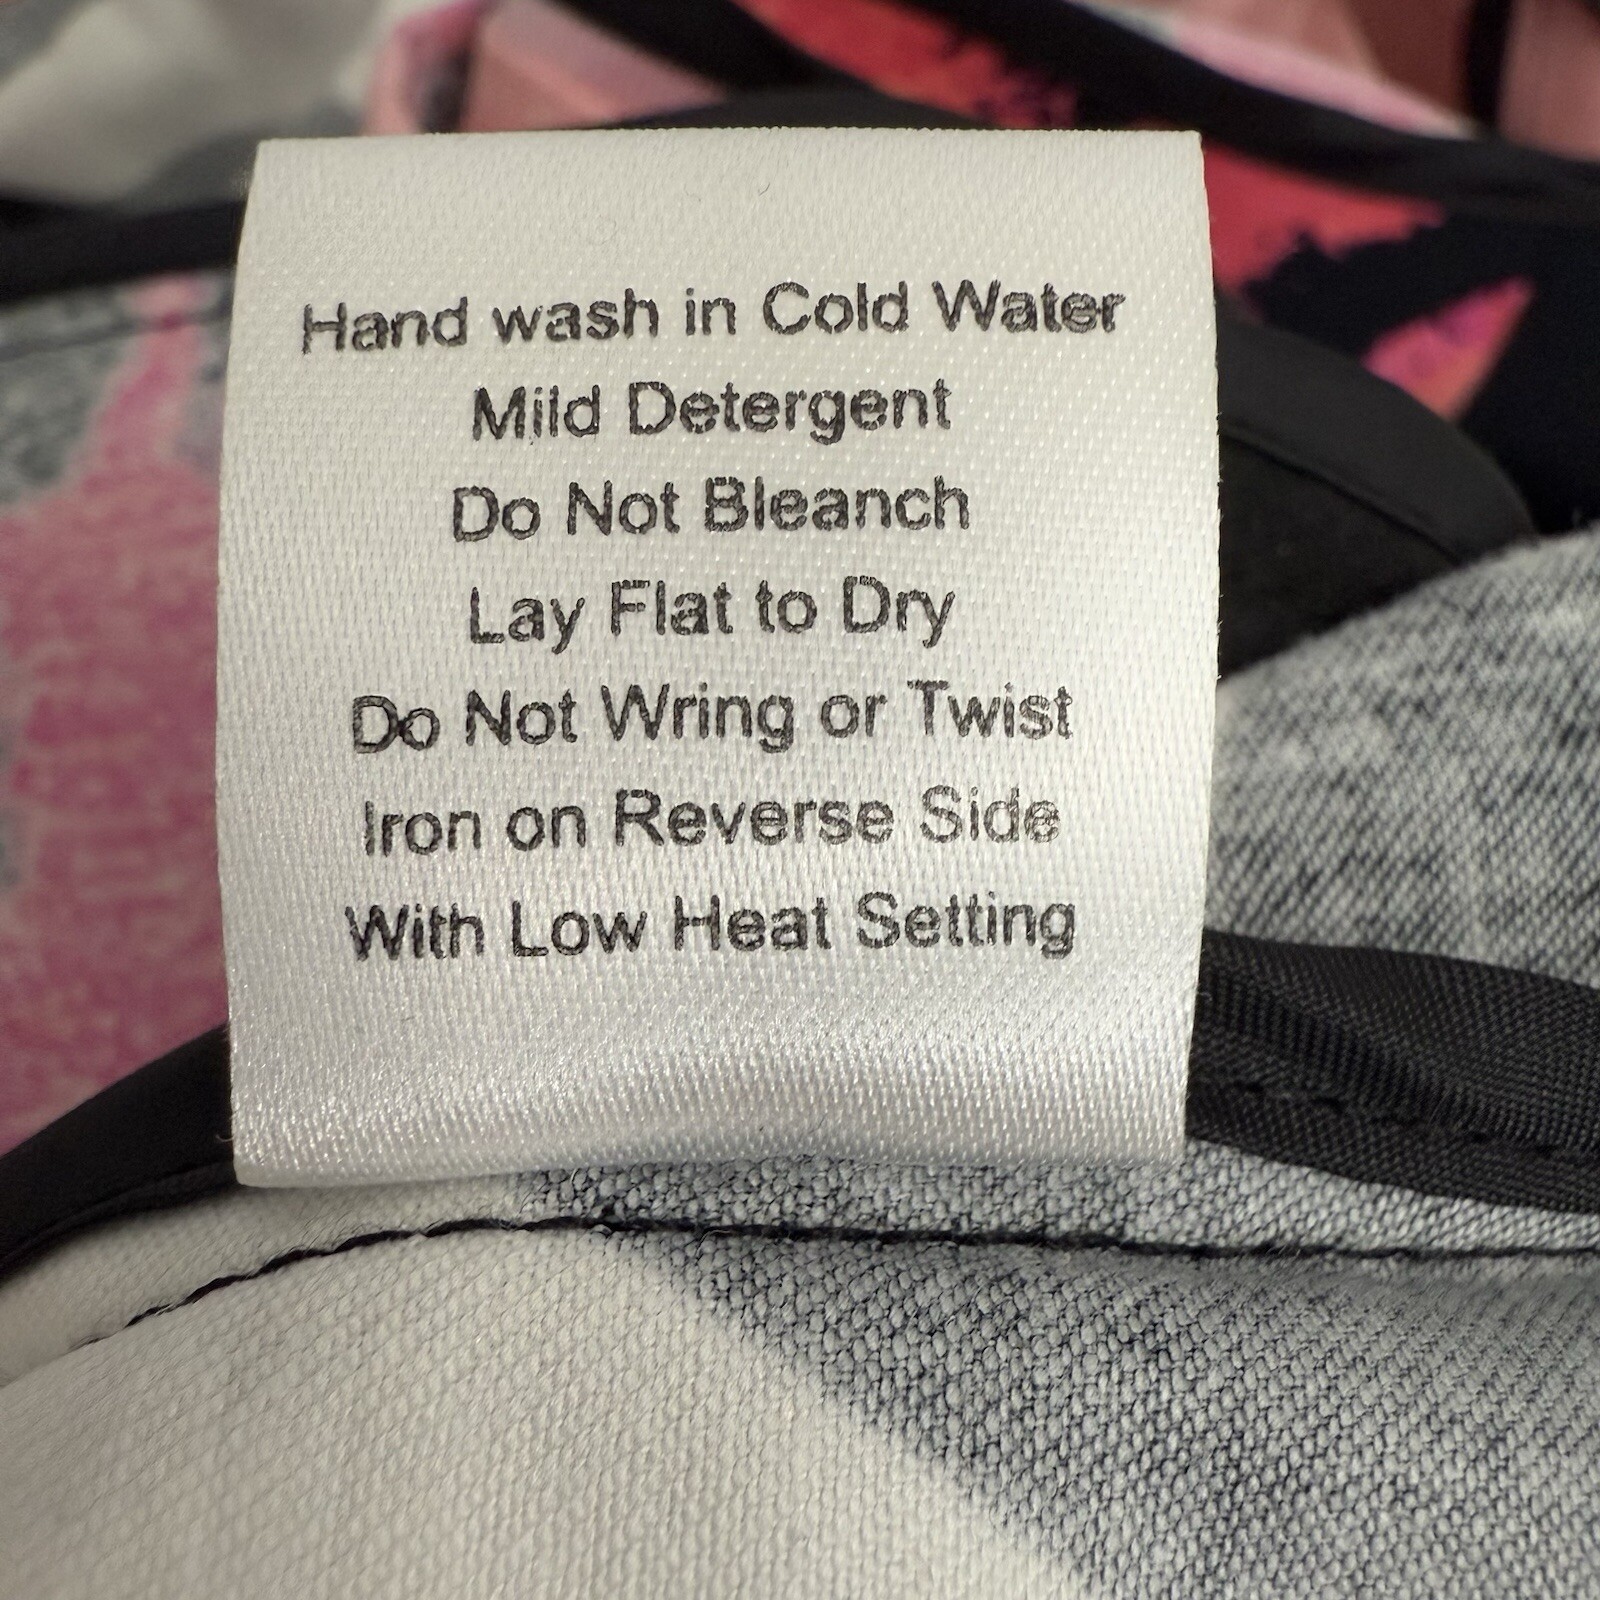 Hand wash in Cold Water
Mild Detergent
Do Not Bleanch
Lay Flat to Dry
Do Not Wring or Twist
Iron on Reverse Side
With Low Heat Setting